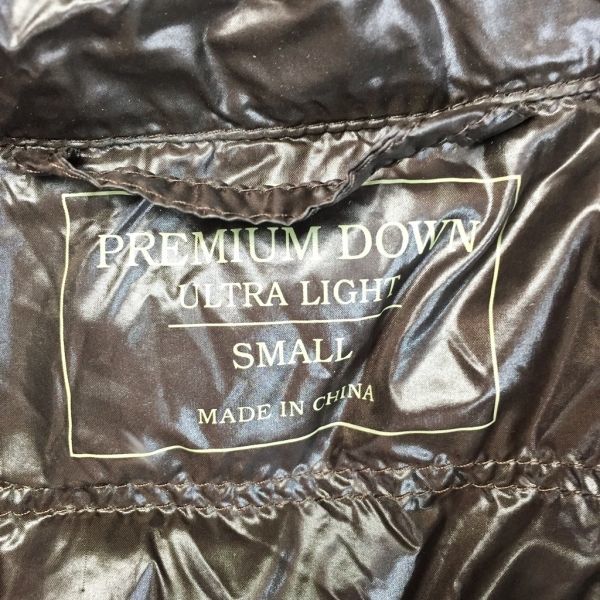 PREMIUM DOWN
ULTRA LIGHT
SMALL
MADE IN CHINA